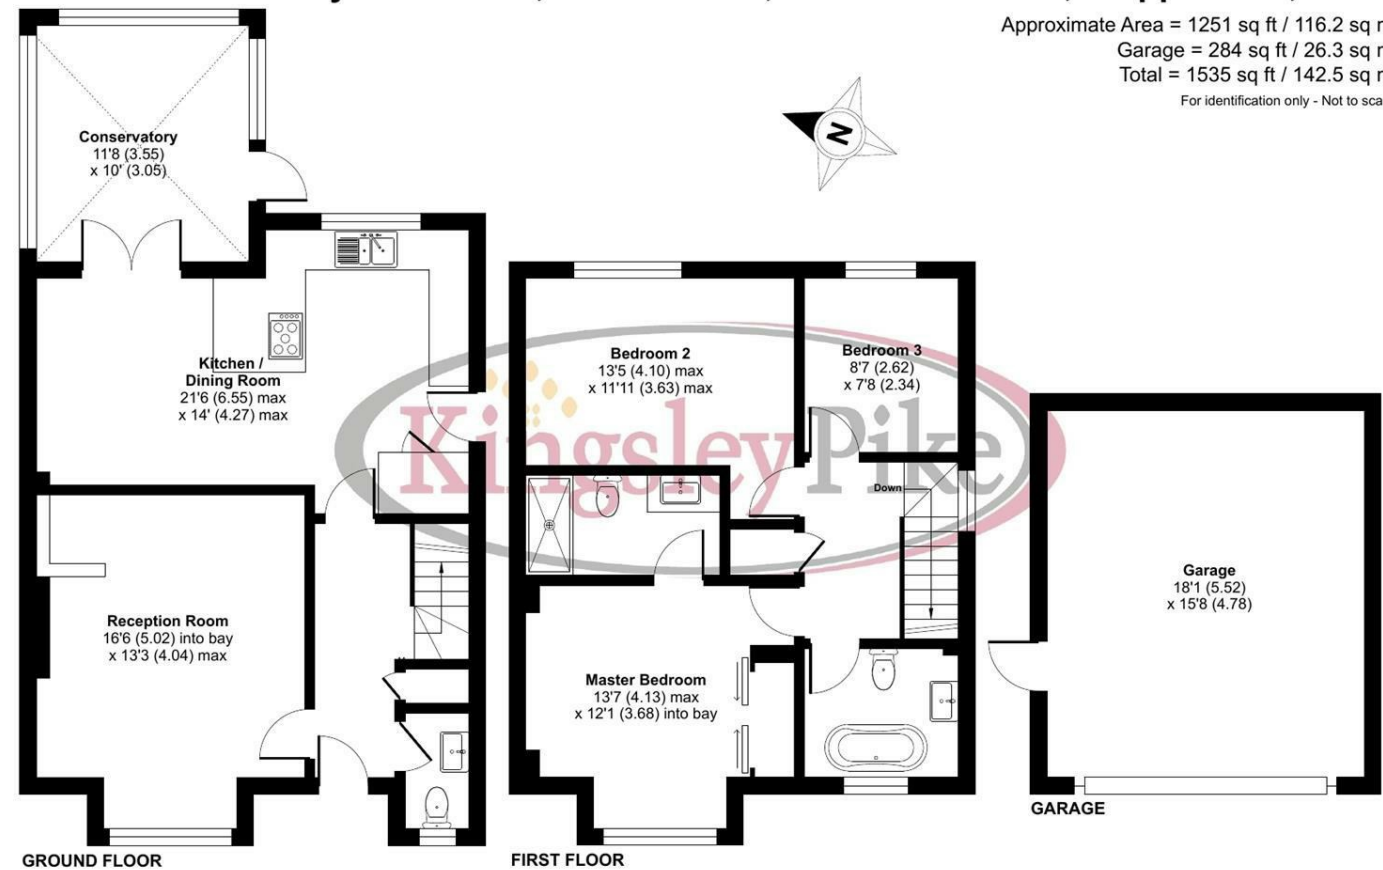 Approximate Area = 1251 sq ft / 116.2 sq
Garage = 284 sq ft / 26.3 sq
Total = 1535 sq ft / 142.5 sq
For identification only - Not to
N
Conservatory
11'8 (3.55)
x 10' (3.05)
Kitchen /
Dining Room
21'6 (6.55) max
x 14' (4.27) max
Reception Room
16'6 (5.02) into bay
x 13'3 (4.04) max
GROUND FLOOR
Bedroom 2
13'5 (4.10) max
x 11'11 (3.63) max
Bedroom 3
8'7 (2.62)
x 7'8 (2.34)
Down
Master Bedroom
13'7 (4.13) max
x 12'1 (3.68) into bay
FIRST FLOOR
Garage
18'1 (5.52)
x 15'8 (4.78)
GARAGE
KingsleyPike